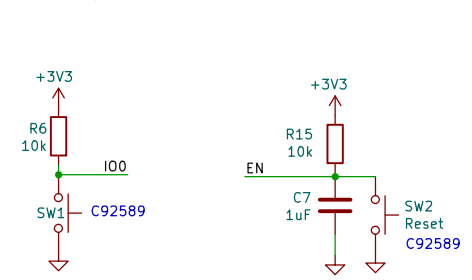 +3V3
R6
10k
IO0
SW1
C92589
+3V3
R15
10k
EN
C7
1uF
SW2
Reset
C92589